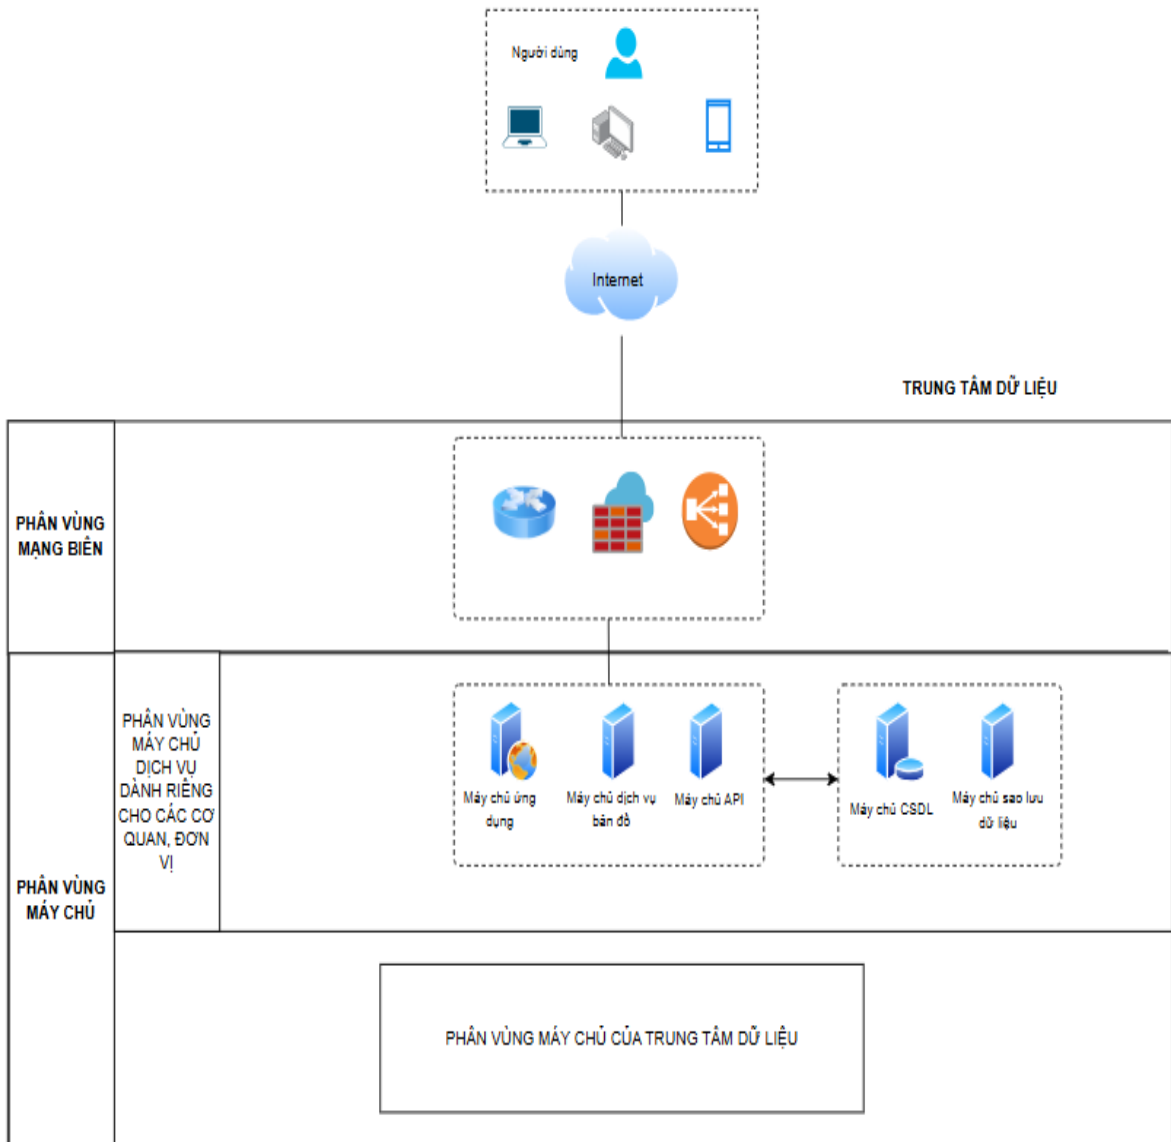 Người dùng
Internet
TRUNG TÂM DỮ LIỆU
PHÂN VÙNG
MẠNG BIÊN
PHÂN VÙNG
MÁY CHỦ
DỊCH VỤ
DÀNH RIÊNG
CHO CÁC CƠ
QUAN, ĐƠN
VỊ
Máy chủ ứng
dụng
Máy chủ dịch vụ
bản đồ
Máy chủ API
Máy chủ CSDL
Máy chủ sao lưu
dữ liệu
PHÂN VÙNG
MÁY CHỦ
PHÂN VÙNG MÁY CHỦ CỦA TRUNG TÂM DỮ LIỆU